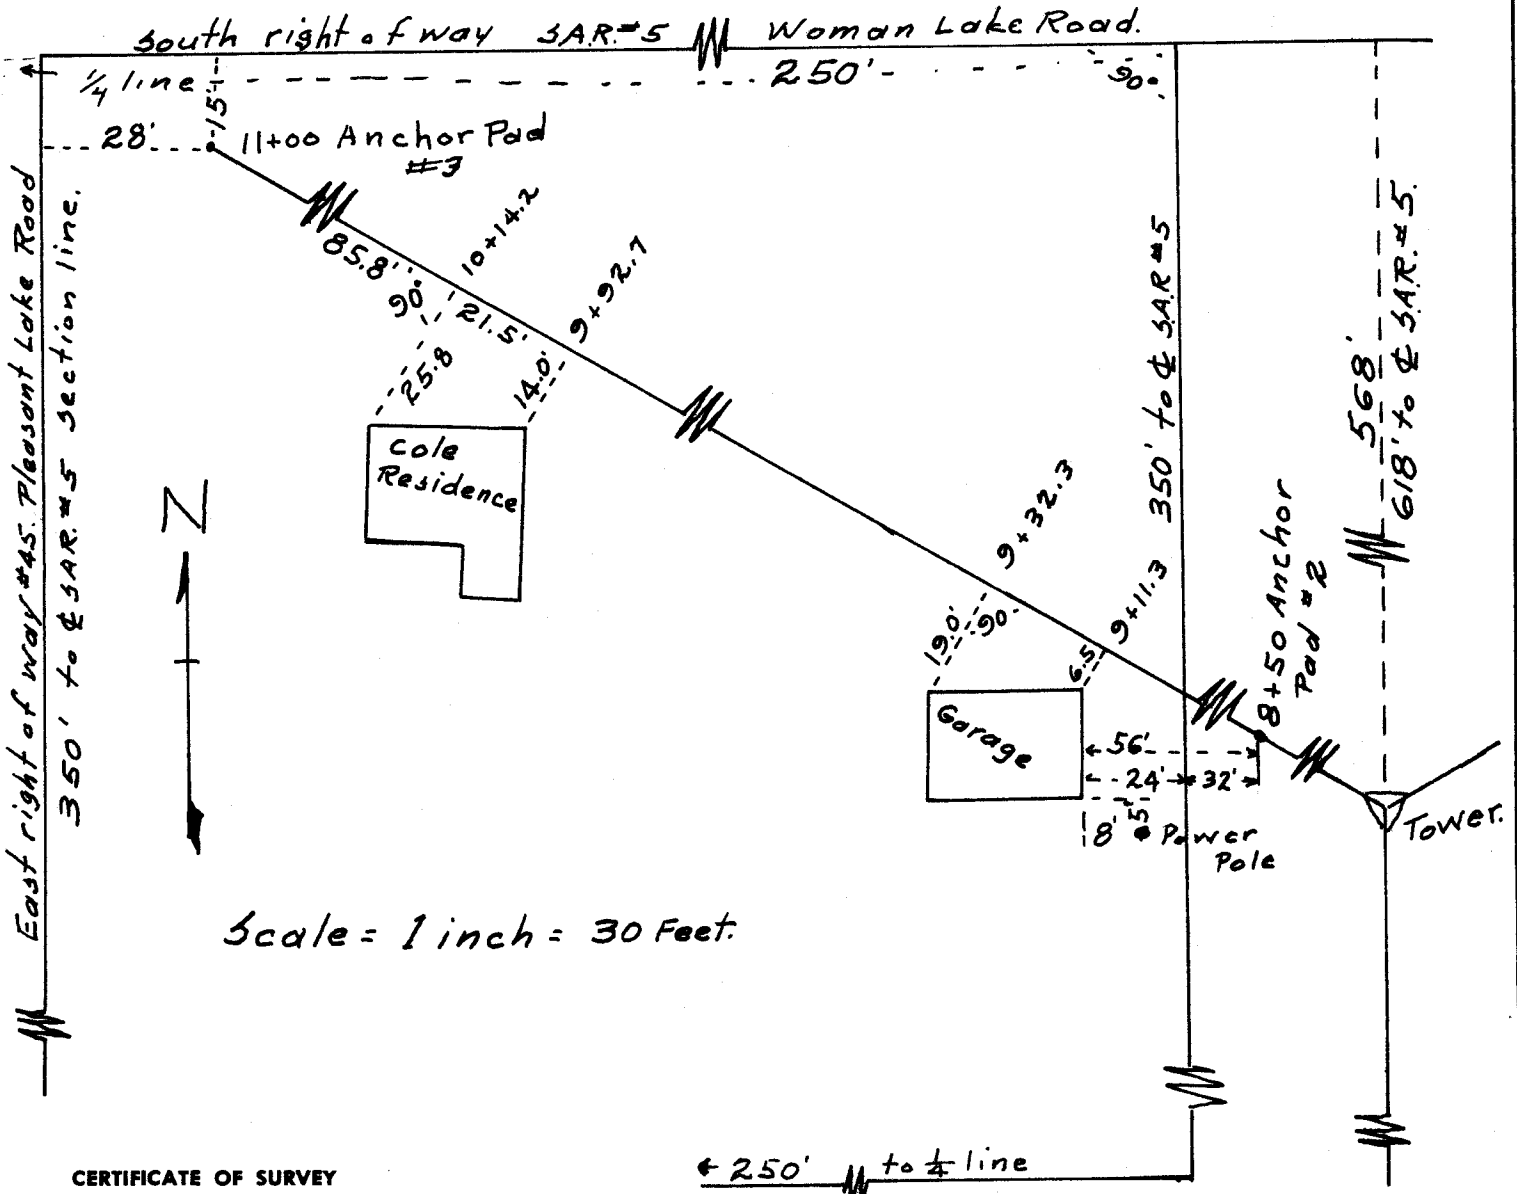 South right of way S.A.R. #5 Woman Lake Road.
1/4 line
250'
90°
15'
28'
11+00 Anchor Pad
#3
10+14.2
9+92.7
85.8'
90°
21.5'
25.8
14.0'
Cole
Residence
East right of way #45. Pleasant Lake Road
350' to ₵ S.A.R. #5 Section line.
N
350' to ₵ S.A.R #5
568'
618' to ₵ S.A.R. #5.
9+32.3
9+11.3
8+50 Anchor
Pad #2
19.0'
90
6.5
Garage
56'
24'
32'
8'
5'
Power
Pole
Tower.
Scale = 1 inch = 30 Feet.
CERTIFICATE OF SURVEY
250' to 1/4 line